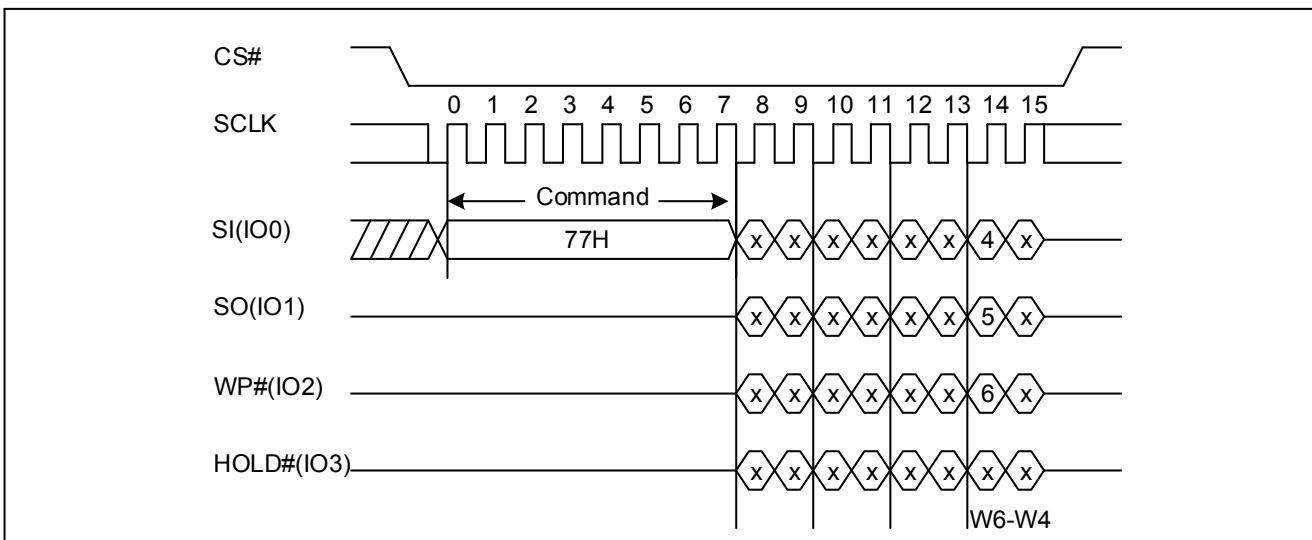 CS#
0 1 2 3 4 5 6 7 8 9 10 11 12 13 14 15
SCLK
Command
SI(IO0)
77H x x x x x x 4 x
SO(IO1)
x x x x x x 5 x
WP#(IO2)
x x x x x x 6 x
HOLD#(IO3)
x x x x x x x x
W6-W4